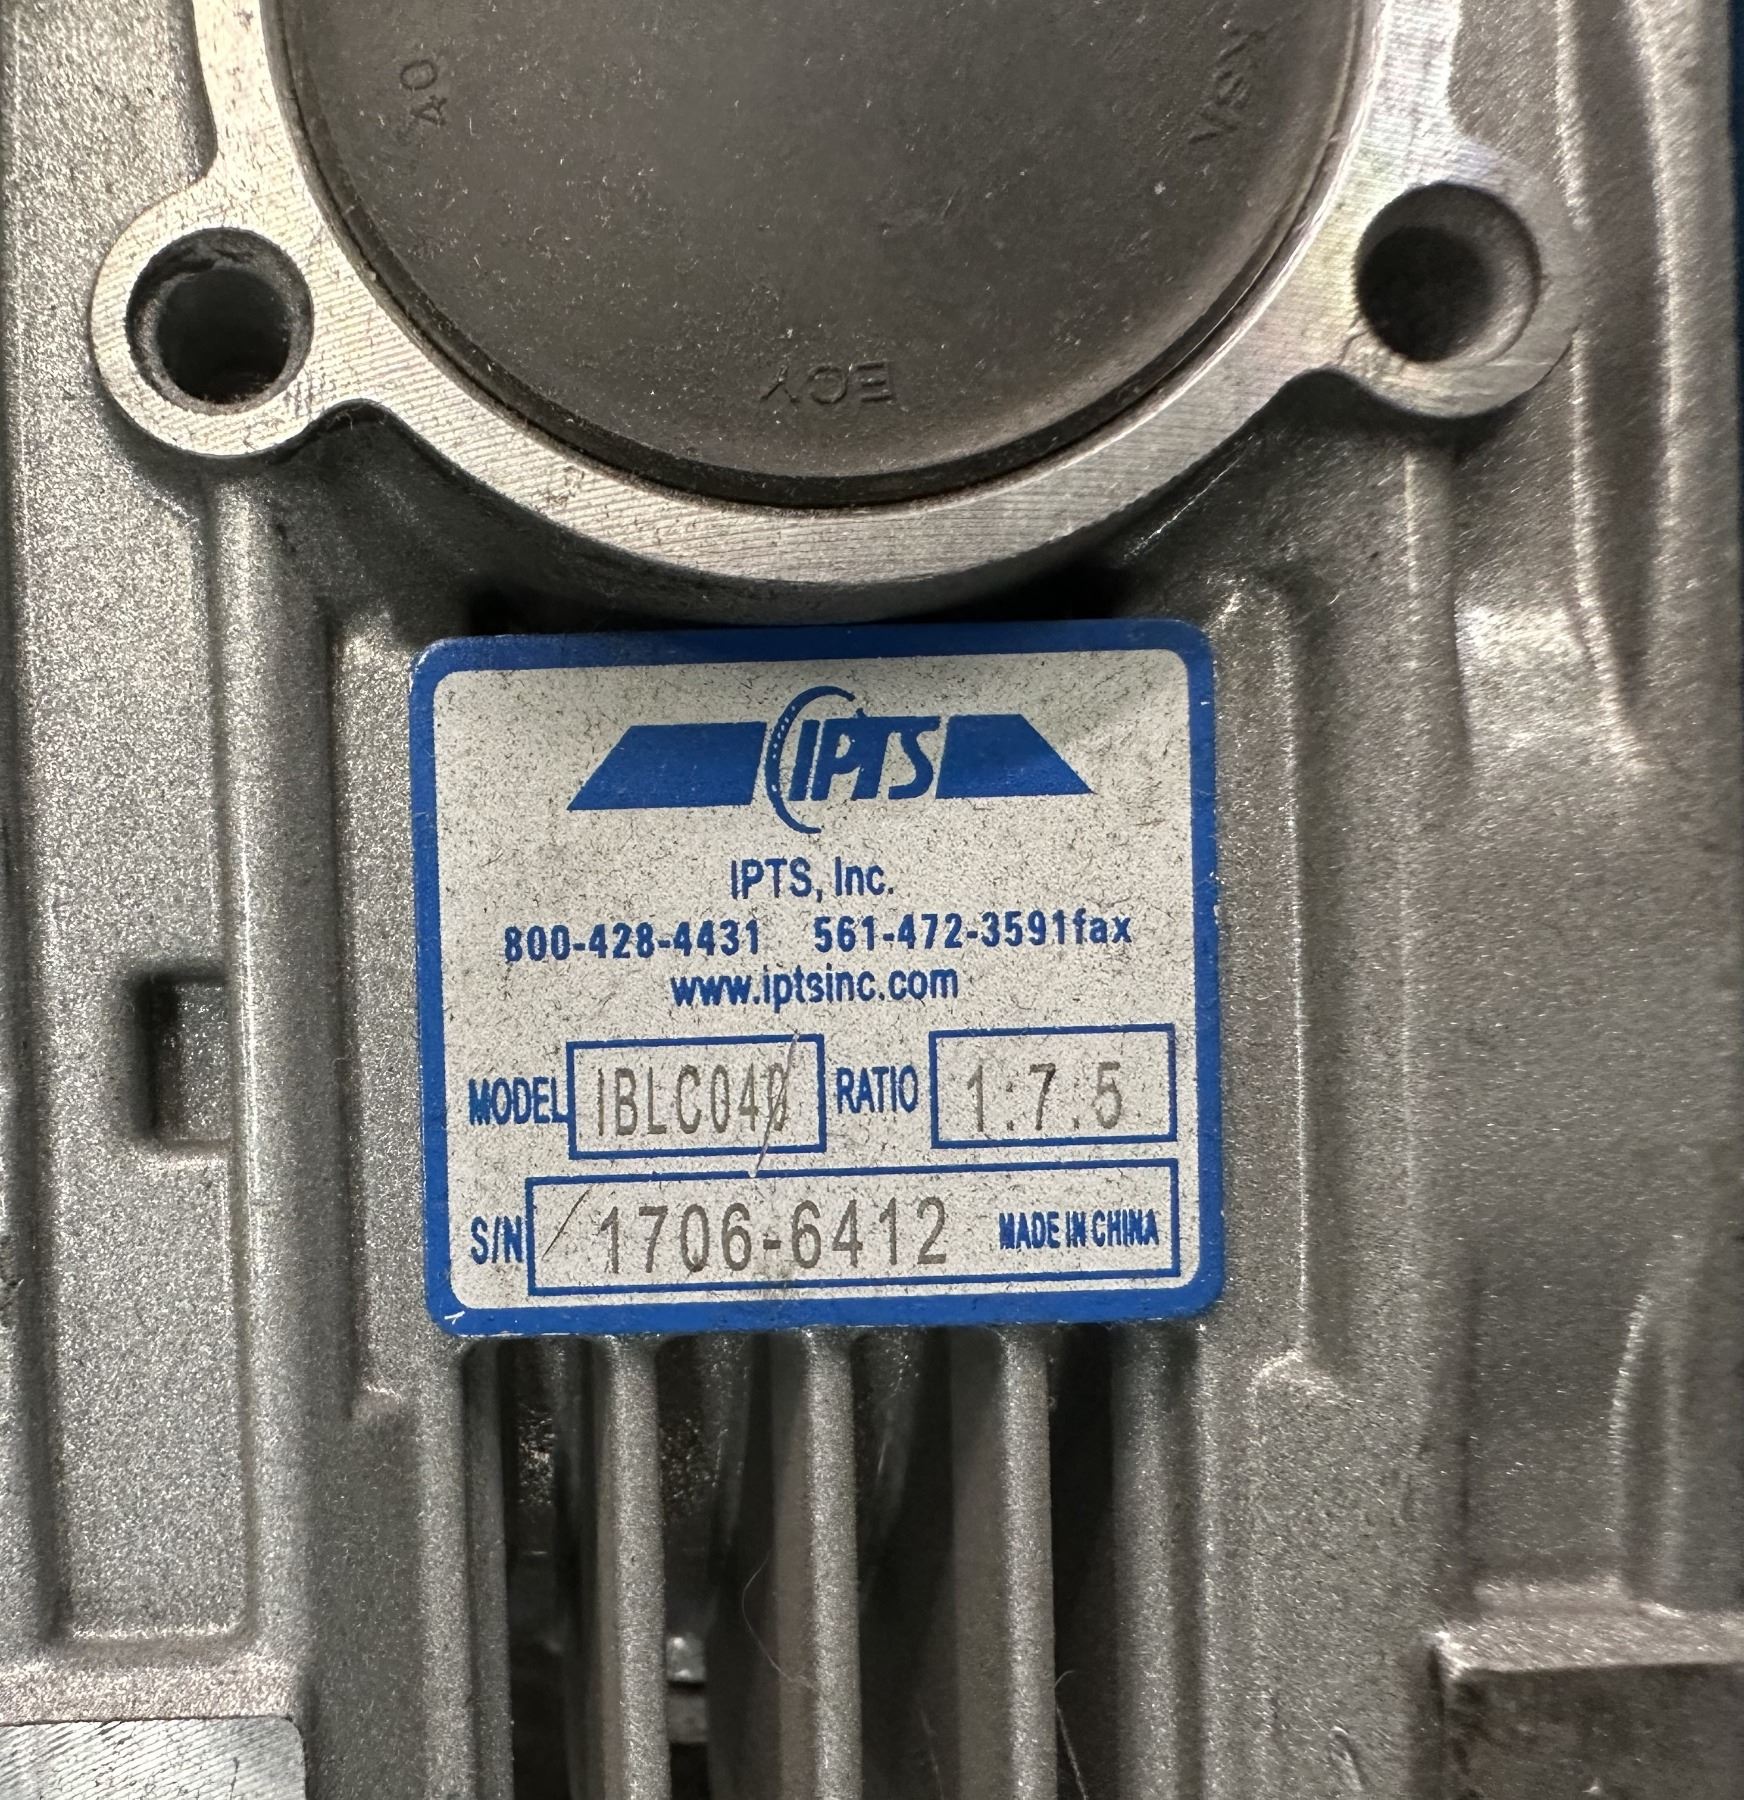 40
ASK
ECY
IPTS
IPTS, Inc.
800-428-4431 561-472-3591fax
www.iptsinc.com
MODEL IBLC040 RATIO 1:7.5
S/N 1706-6412 MADE IN CHINA